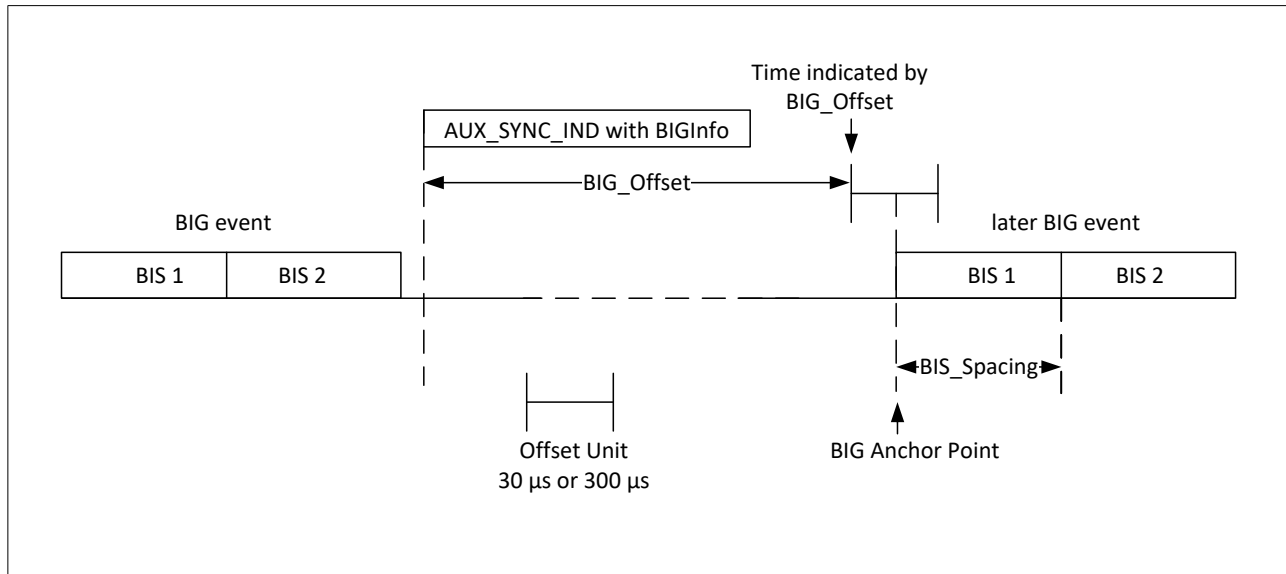 Time indicated by
BIG_Offset
AUX_SYNC_IND with BIGInfo
BIG_Offset
BIG event
later BIG event
BIS 1
BIS 2
BIS 1
BIS 2
BIS_Spacing
Offset Unit
30 µs or 300 µs
BIG Anchor Point